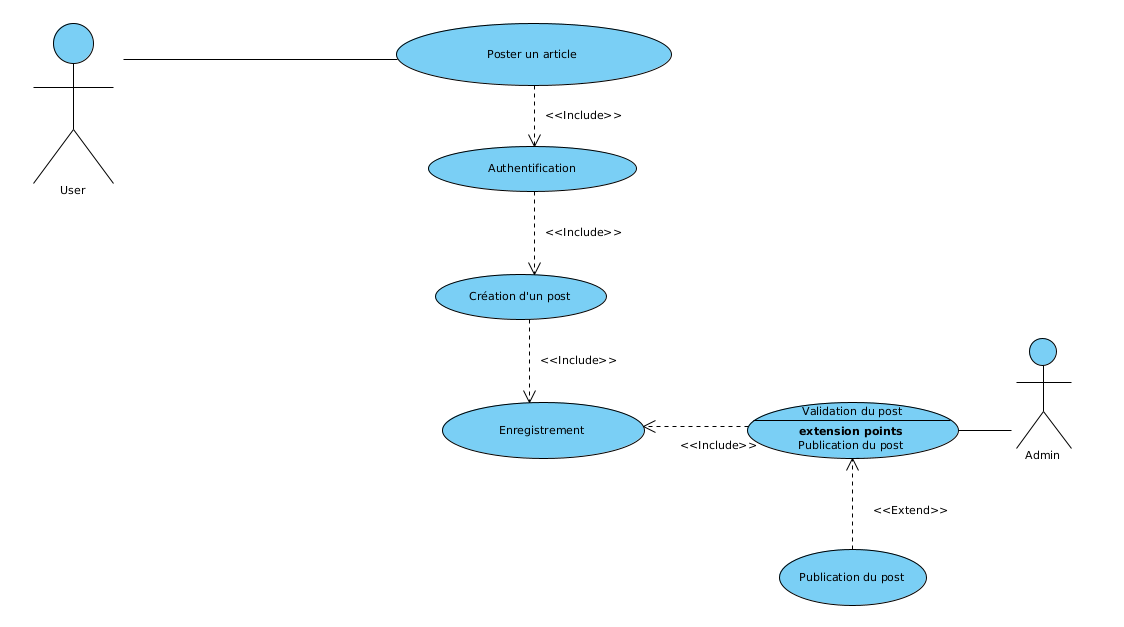 Poster un article
<<Include>>
Authentification
User
<<Include>>
Création d'un post
<<Include>>
Validation du post
Enregistrement
extension points
<<Include>>
Publication du post
Admin
<<Extend>>
Publication du post